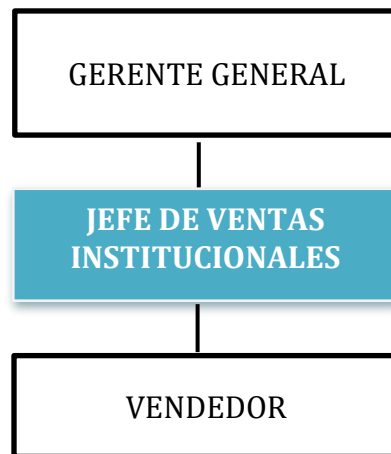 GERENTE GENERAL
JEFE DE VENTAS
INSTITUCIONALES
VENDEDOR